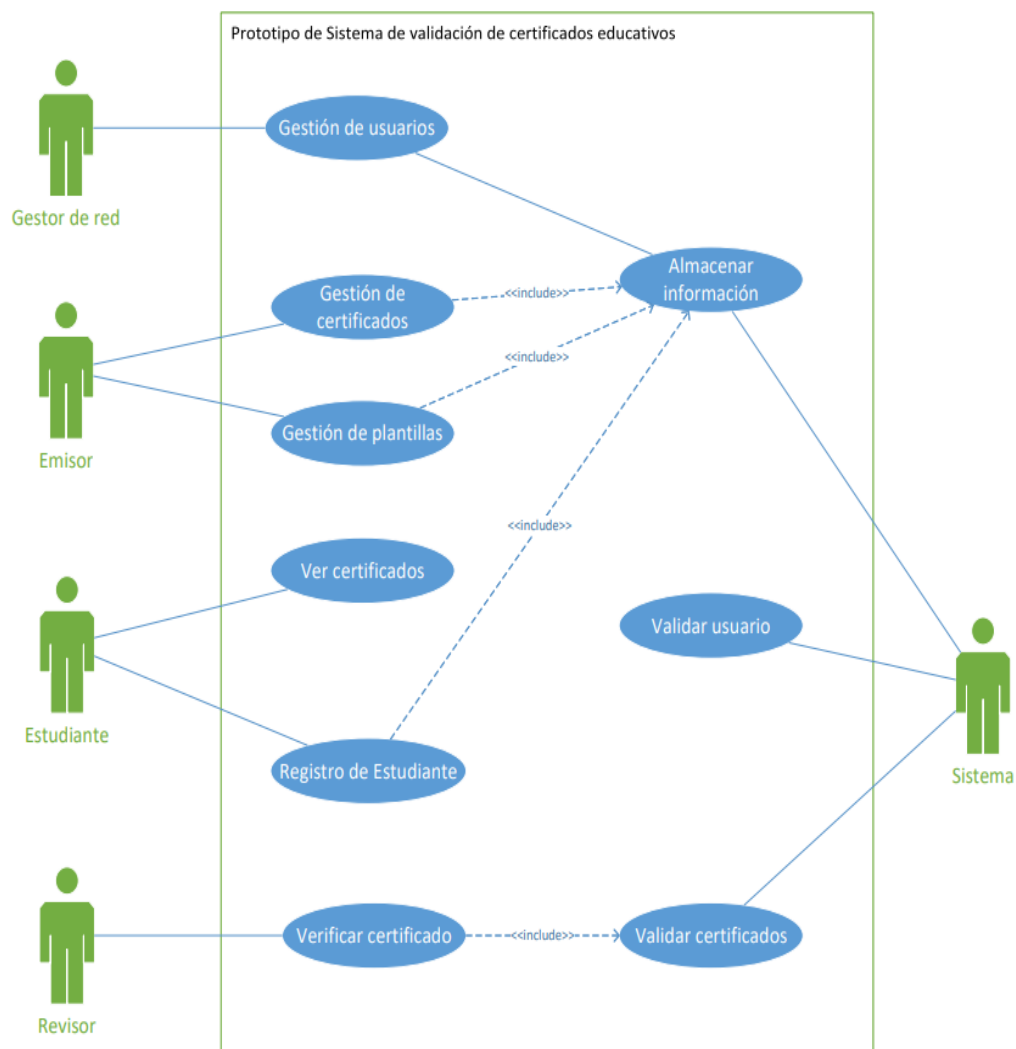 Prototipo de Sistema de validación de certificados educativos
Gestión de usuarios
Gestor de red
Almacenar
información
Gestión de
certificados
<<include>>
<<include>>
Gestión de plantillas
Emisor
<<include>>
Ver certificados
Validar usuario
Estudiante
Registro de Estudiante
Sistema
Verificar certificado
<<include>>
Validar certificados
Revisor